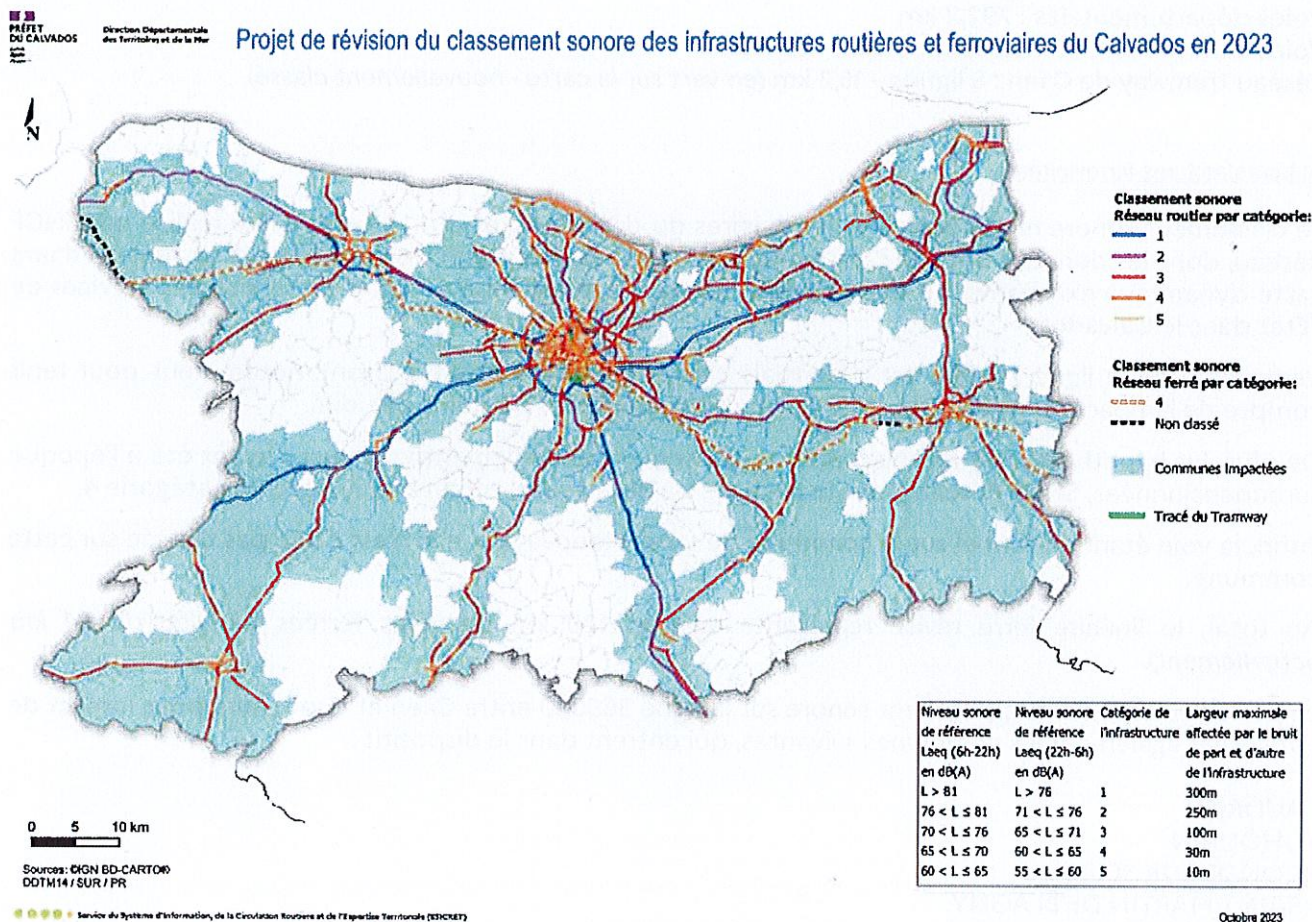 PRÉFET
DU CALVADOS
Direction Départementale
des Territoires et de la Mer
Projet de révision du classement sonore des infrastructures routières et ferroviaires du Calvados en 2023
N
Classement sonore
Réseau routier par catégorie:
1
2
3
4
5
Classement sonore
Réseau ferré par catégorie:
4
Non classé
Communes Impactées
Tracé du Tramway
Niveau sonore de référence Laeq (6h-22h) en dB(A) Niveau sonore de référence Laeq (22h-6h) en dB(A) Catégorie de l'infrastructure Largeur maximale affectée par le bruit de part et d'autre de l'infrastructure
L > 81 L > 76 1 300m
76 < L ≤ 81 71 < L ≤ 76 2 250m
70 < L ≤ 76 65 < L ≤ 71 3 100m
65 < L ≤ 70 60 < L ≤ 65 4 30m
60 < L ≤ 65 55 < L ≤ 60 5 10m
0 5 10 km
Sources: ©IGN BD-CARTO®
DDTM14 / SUR / PR
Service du Système d'Information, de la Circulation Routière et de l'Expertise Territoriale (SSICRET)
Octobre 2023